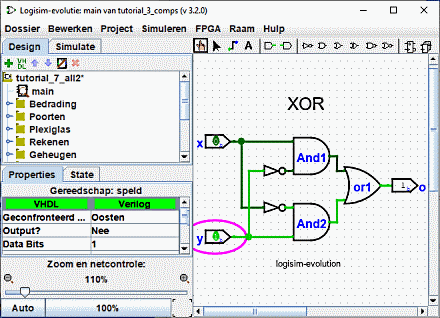 Logisim-evolutie: main van tutorial_3_comps (v 3.2.0)
Dossier Bewerken Project Simuleren FPGA Raam Hulp
Design Simulate
VH DL
A
tutorial_7_all2*
main
Bedrading
Poorten
Plexiglas
Rekenen
Geheugen
Properties State
Gereedschap: speld
VHDL Verilog
Geconfronteerd ... Oosten
Output? Nee
Data Bits 1
Zoom en netcontrole:
110%
Auto 100%
XOR
x 0 And1
or1 1 o
And2
y
logisim-evolution